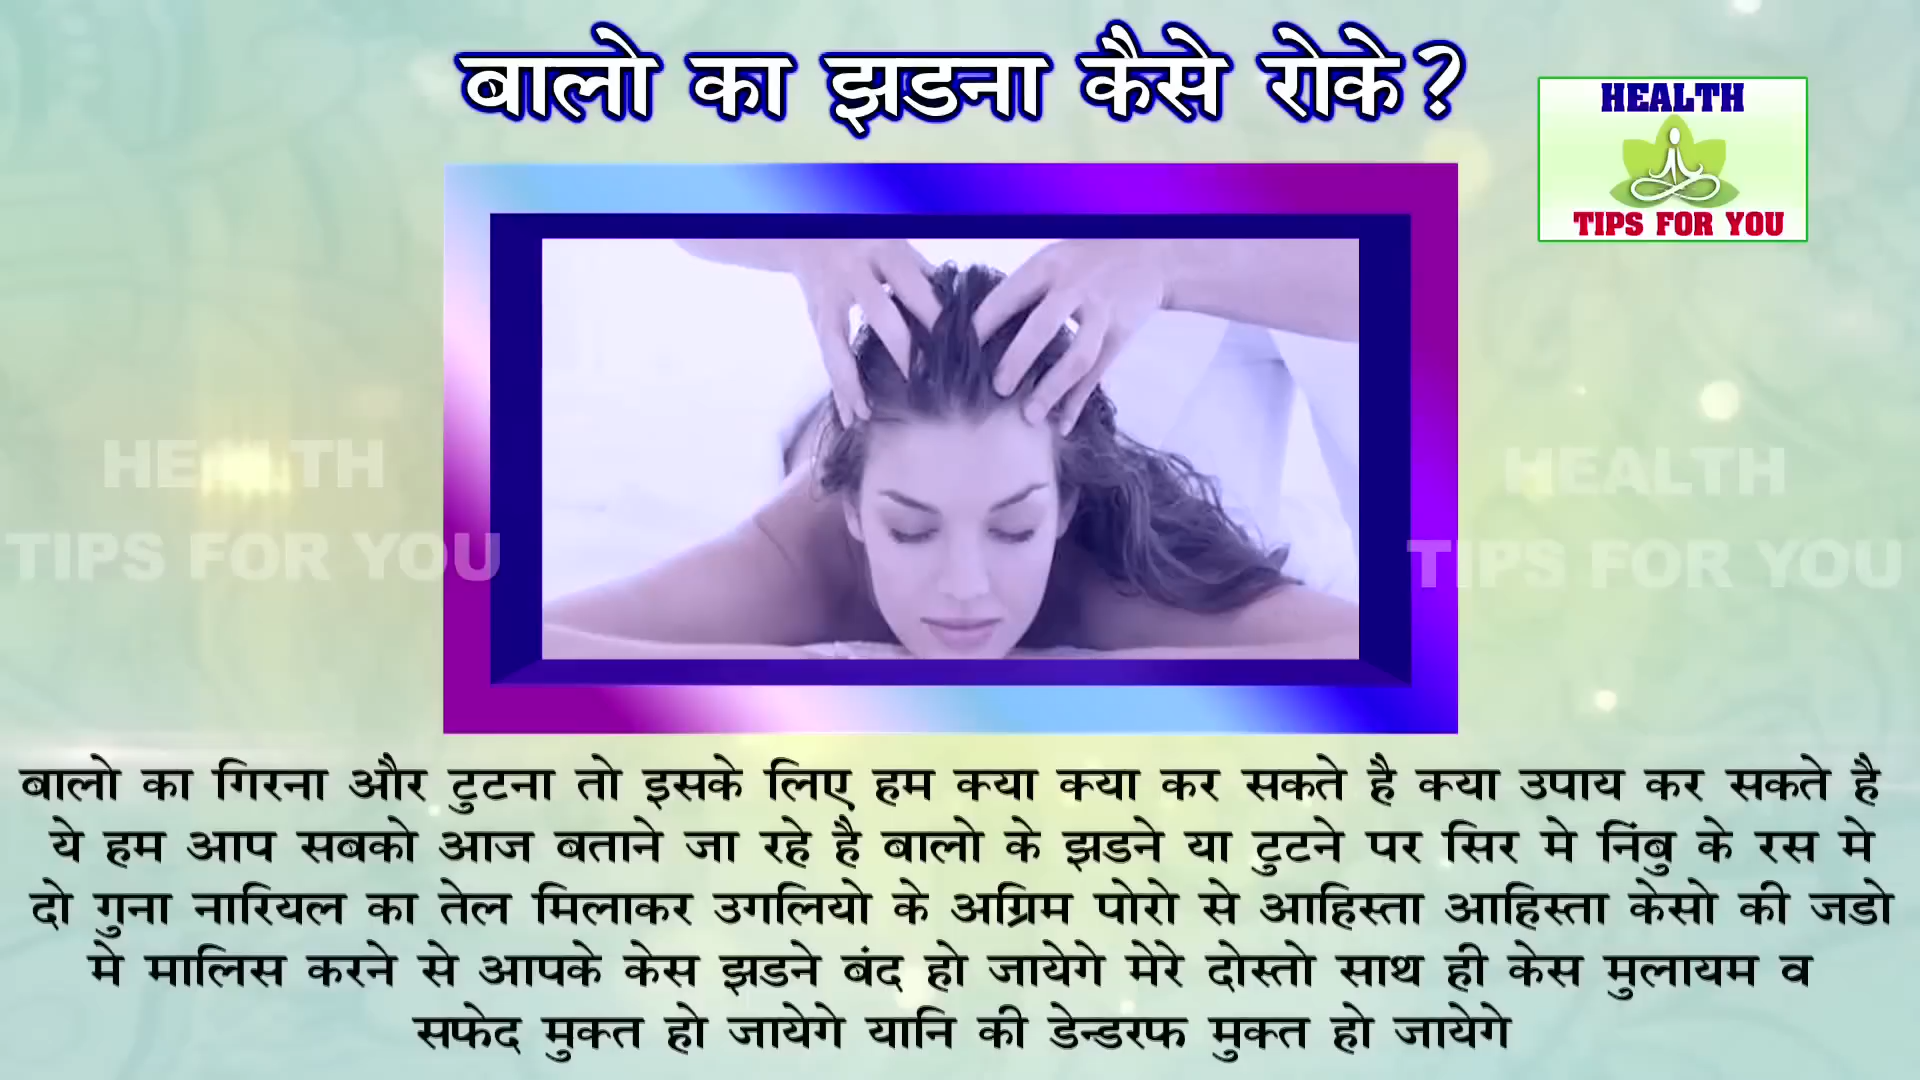 बालो का झडना कैसे रोके?
HEALTH
TIPS FOR YOU
HEALTH
TIPS FOR YOU
HEALTH
TIPS FOR YOU
बालो का गिरना और टुटना तो इसके लिए हम क्या क्या कर सकते है क्या उपाय कर सकते है
ये हम आप सबको आज बताने जा रहे है बालो के झडने या टुटने पर सिर मे निंबु के रस मे
दो गुना नारियल का तेल मिलाकर उगलियो के अग्रिम पोरो से आहिस्ता आहिस्ता केसो की जडो
मे मालिस करने से आपके केस झडने बंद हो जायेगे मेरे दोस्तो साथ ही केस मुलायम व
सफेद मुक्त हो जायेगे यानि की डेन्डरफ मुक्त हो जायेगे